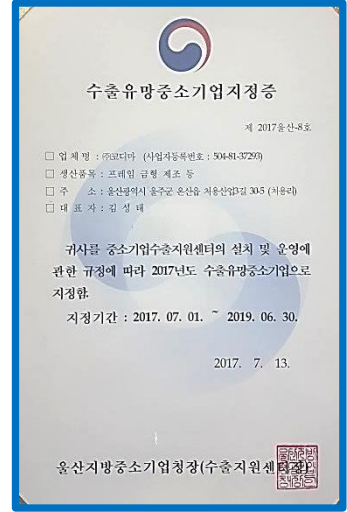 수출유망중소기업지정증
제 2017울산-8호
□ 업 체 명 : ㈜코디마 (사업자등록번호 : 504-81-37293)
□ 생산품목 : 프레임 금형 제조 등
□ 주 소 : 울산광역시 울주군 온산읍 처용산업3길 30-5 (처용리)
□ 대 표 자 : 김 성 태
귀사를 중소기업수출지원센터의 설치 및 운영에
관한 규정에 따라 2017년도 수출유망중소기업으로
지정함.
지정기간 : 2017. 07. 01. ~ 2019. 06. 30.
2017. 7. 13.
울산지방중소기업청장(수출지원센터장)